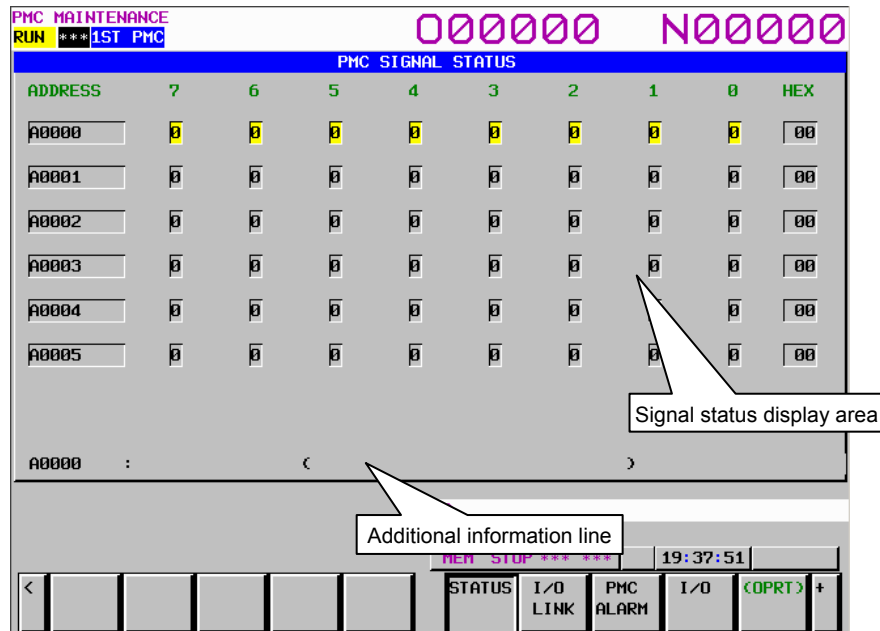 PMC MAINTENANCE
O00000 N00000
RUN *** 1ST PMC
PMC SIGNAL STATUS
ADDRESS 7 6 5 4 3 2 1 0 HEX
A0000 0 0 0 0 0 0 0 0 00
A0001 0 0 0 0 0 0 0 0 00
A0002 0 0 0 0 0 0 0 0 00
A0003 0 0 0 0 0 0 0 0 00
A0004 0 0 0 0 0 0 0 00
A0005 0 0 0 0 0 0 0 0 00
Signal status display area
A0000 : ( )
Additional information line
MEM STOP *** *** 19:37:51
< STATUS I/O LINK PMC ALARM I/O (OPRT) +